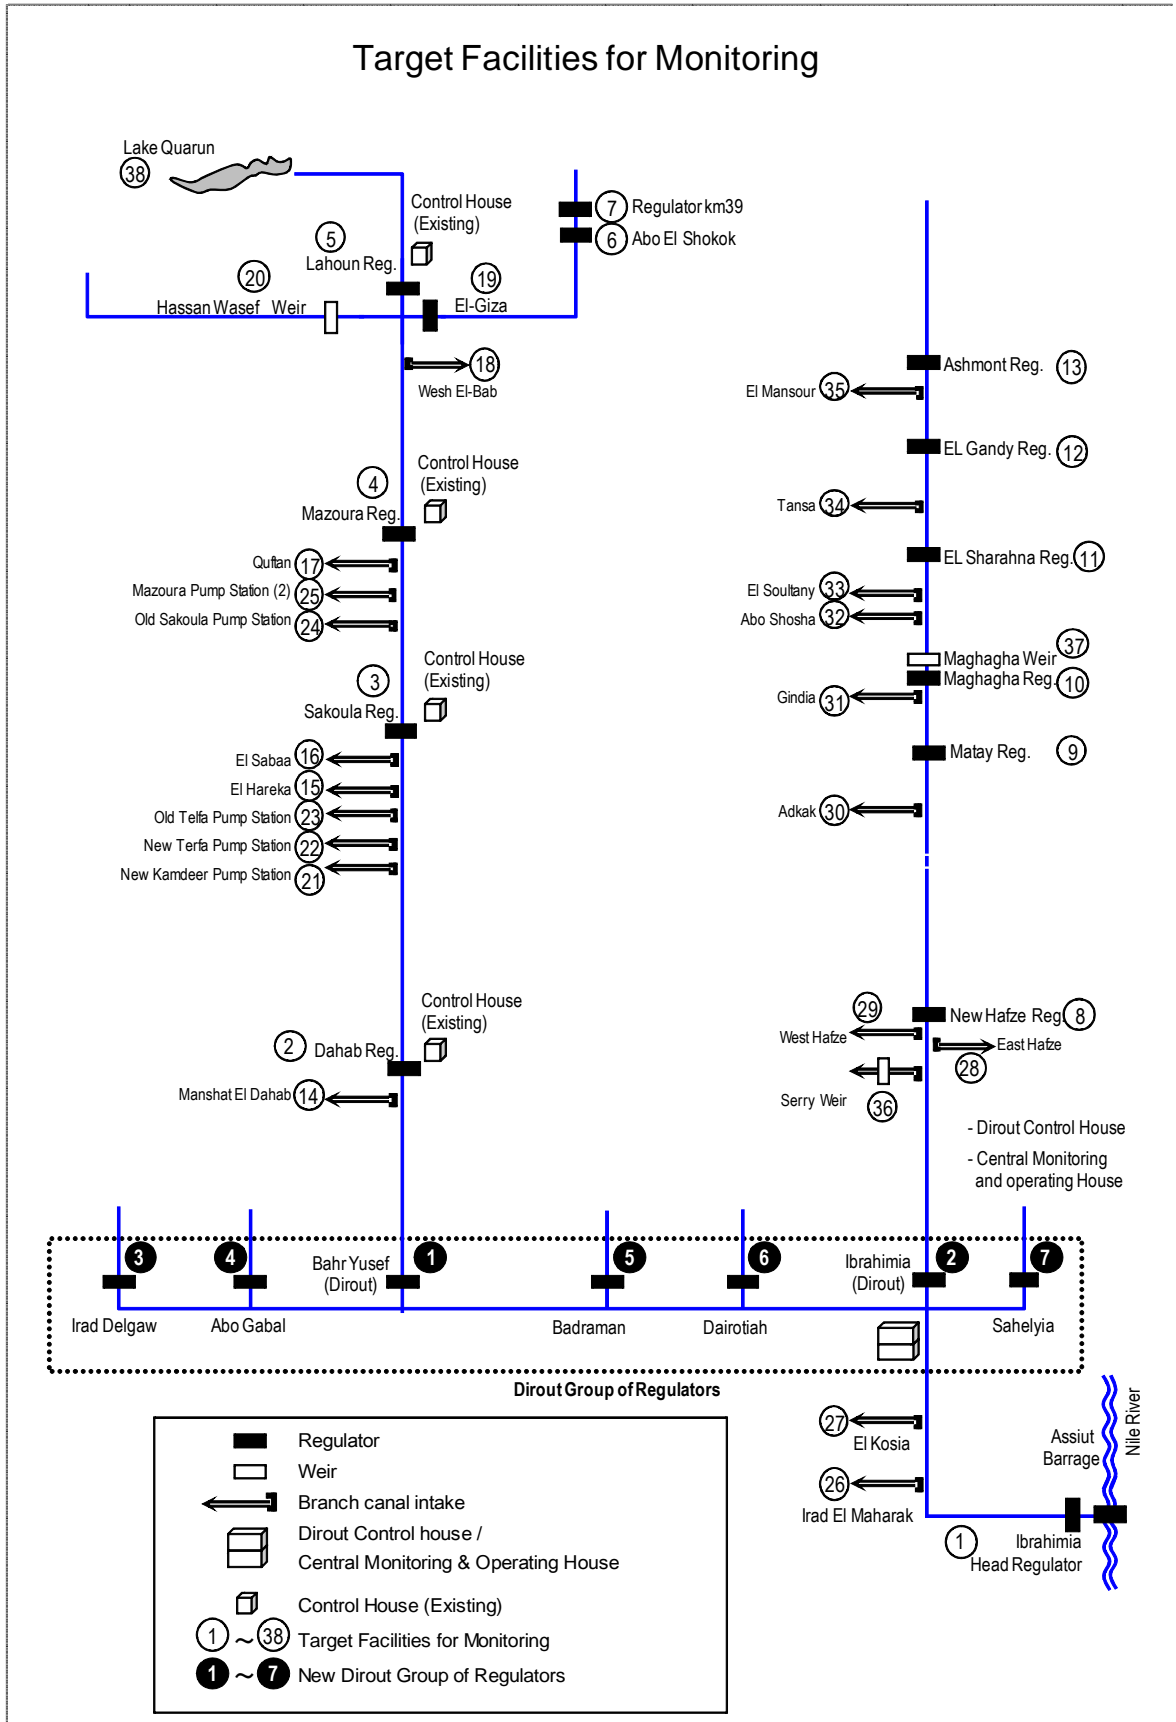 Target Facilities for Monitoring
Lake Quarun
38
Control House
(Existing)
5
Lahoun Reg.
7
Regulator km39
6
Abo El Shokok
20
Hassan Wasef Weir
19
El-Giza
18
Wesh El-Bab
Ashmont Reg.
13
El Mansour
35
EL Gandy Reg.
12
4
Mazoura Reg.
Control House
(Existing)
Tansa
34
Quftan
17
Mazoura Pump Station (2)
25
Old Sakoula Pump Station
24
EL Sharahna Reg.
11
El Soultany
33
Abo Shosha
32
37
Maghagha Weir
Maghagha Reg.
10
Gindia
31
3
Sakoula Reg.
Control House
(Existing)
Matay Reg.
9
El Sabaa
16
El Hareka
15
Old Telfa Pump Station
23
New Terfa Pump Station
22
New Kamdeer Pump Station
21
Adkak
30
2
Dahab Reg.
Control House
(Existing)
Manshat El Dahab
14
New Hafze Reg.
8
29
West Hafze
East Hafze
28
Serry Weir
36
- Dirout Control House
- Central Monitoring
and operating House
3
4
Bahr Yusef
(Dirout)
1
5
6
Ibrahimia
(Dirout)
2
7
Irad Delgaw
Abo Gabal
Badraman
Dairotiah
Sahelyia
Dirout Group of Regulators
27
El Kosia
26
Irad El Maharak
Assiut
Barrage
Nile River
1
Ibrahimia
Head Regulator
Regulator
Weir
Branch canal intake
Dirout Control house /
Central Monitoring & Operating House
Control House (Existing)
1 ~ 38 Target Facilities for Monitoring
1 ~ 7 New Dirout Group of Regulators